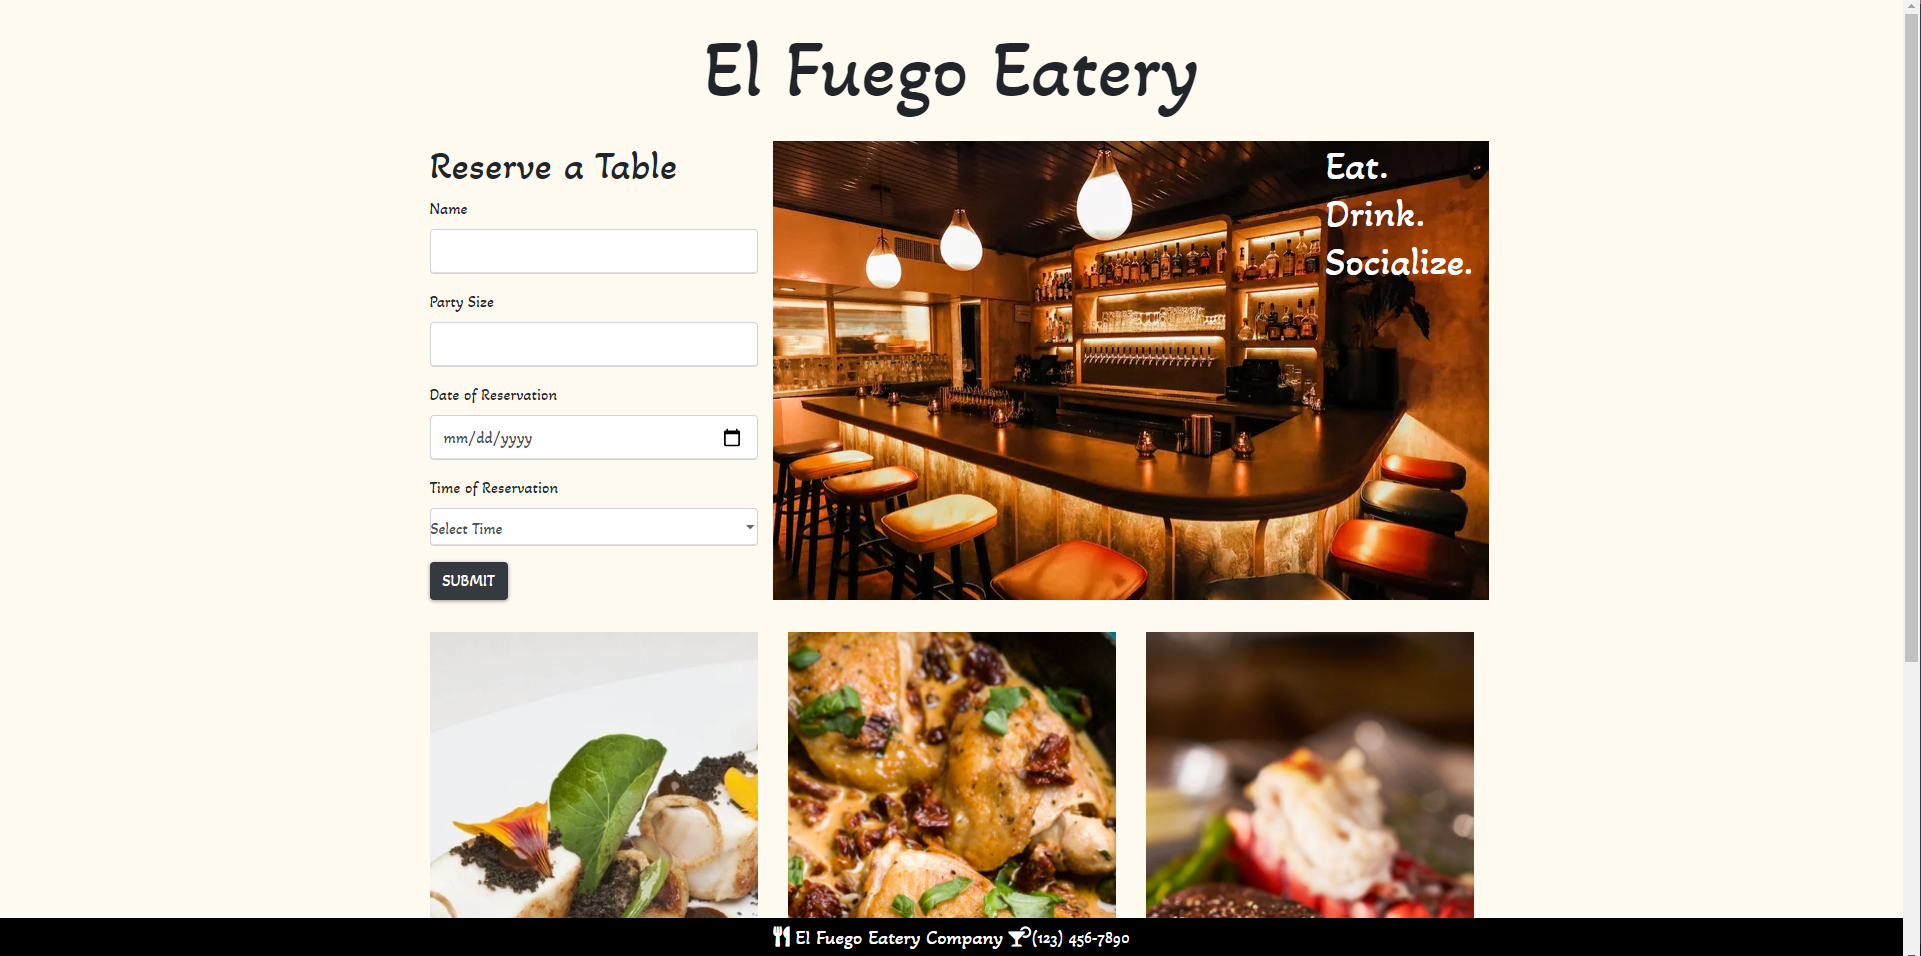 El Fuego Eatery
Reserve a Table
Name
Party Size
Date of Reservation
mm/dd/yyyy
Time of Reservation
Select Time
SUBMIT
Eat.
Drink.
Socialize.
El Fuego Eatery Company (123) 456-7890